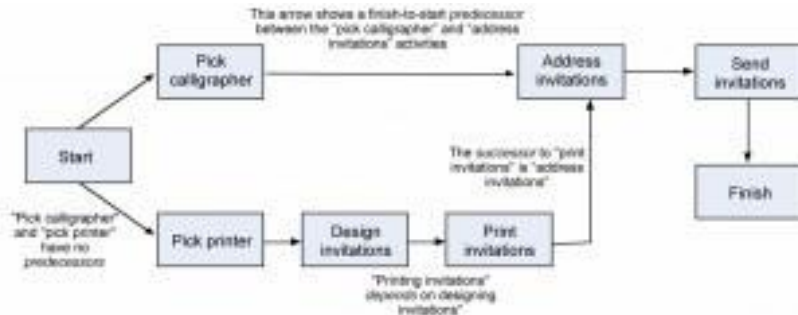 This arrow shows a finish-to-start predecessor
between the "pick calligrapher" and "address
invitations" activities
Pick
calligrapher
Address
invitations
Send
invitations
Start
The successor to "print
invitations" is "address
invitations"
Finish
"Pick calligrapher"
and "pick printer"
have no
predecessors
Pick printer
Design
invitations
Print
invitations
"Printing invitations"
depends on designing
invitations"